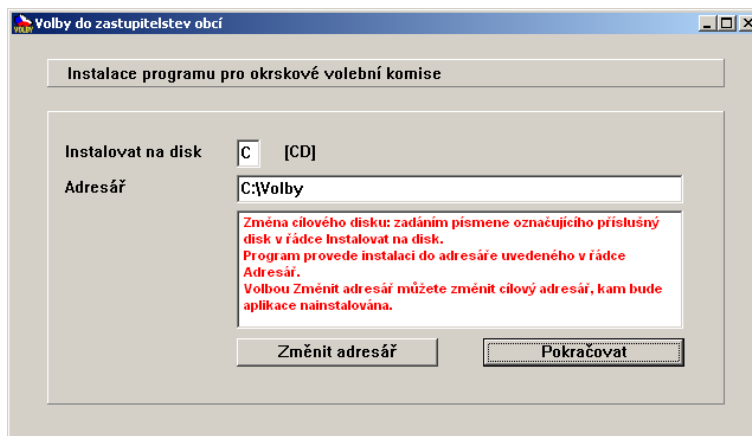 Volby do zastupitelstev obcí
Instalace programu pro okrskové volební komise
Instalovat na disk C [CD]
Adresář C:\Volby
Změna cílového disku: zadáním písmene označujícího příslušný
disk v řádce Instalovat na disk.
Program provede instalaci do adresáře uvedeného v řádce
Adresář.
Volbou Změnit adresář můžete změnit cílový adresář, kam bude
aplikace nainstalována.
Změnit adresář Pokračovat